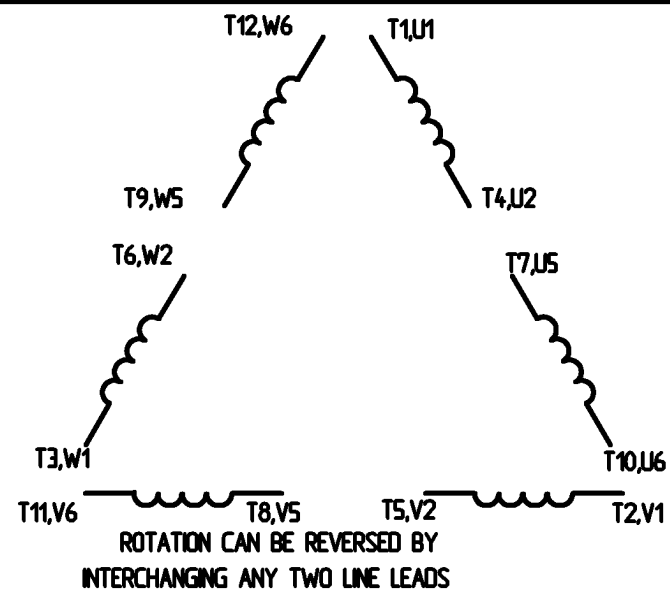 T12,W6
T1,U1
T9,W5
T4,U2
T6,W2
T7,U5
T3,W1
T10,U6
T11,V6
T8,V5
T5,V2
T2,V1
ROTATION CAN BE REVERSED BY
INTERCHANGING ANY TWO LINE LEADS